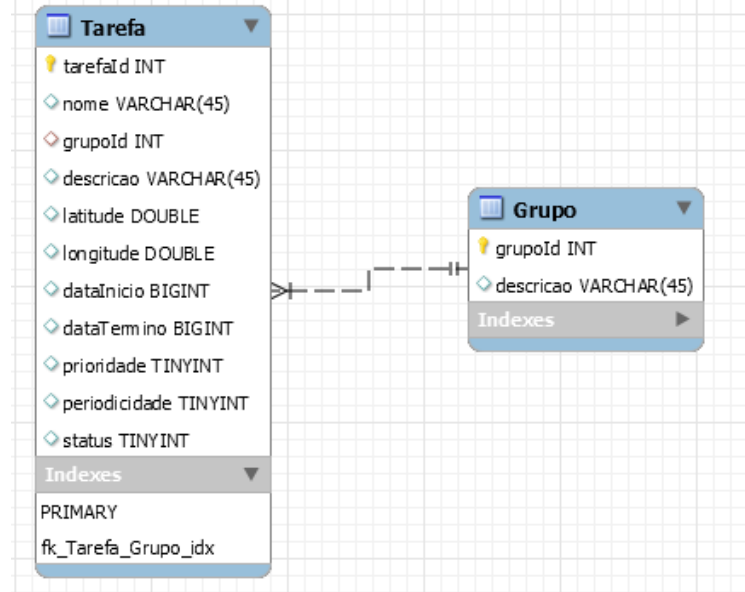 Tarefa
tarefaId INT
nome VARCHAR(45)
grupoId INT
descricao VARCHAR(45)
latitude DOUBLE
longitude DOUBLE
dataInicio BIGINT
dataTermino BIGINT
prioridade TINYINT
periodicidade TINYINT
status TINYINT
Indexes
PRIMARY
fk_Tarefa_Grupo_idx
Grupo
grupoId INT
descricao VARCHAR(45)
Indexes